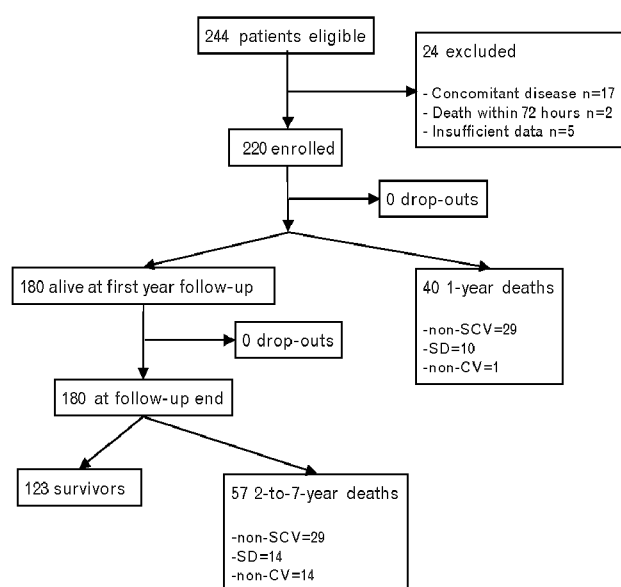 244 patients eligible
24 excluded
- Concomitant disease n=17
- Death within 72 hours n=2
- Insufficient data n=5
220 enrolled
0 drop-outs
180 alive at first year follow-up
40 1-year deaths
-non-SCV=29
-SD=10
-non-CV=1
0 drop-outs
180 at follow-up end
123 survivors
57 2-to-7-year deaths
-non-SCV=29
-SD=14
-non-CV=14